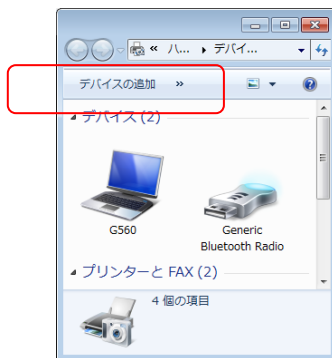 « ハ... ▸ デバイ...
デバイスの追加 »
デバイス (2)
G560
Generic
Bluetooth Radio
プリンターと FAX (2)
4 個の項目